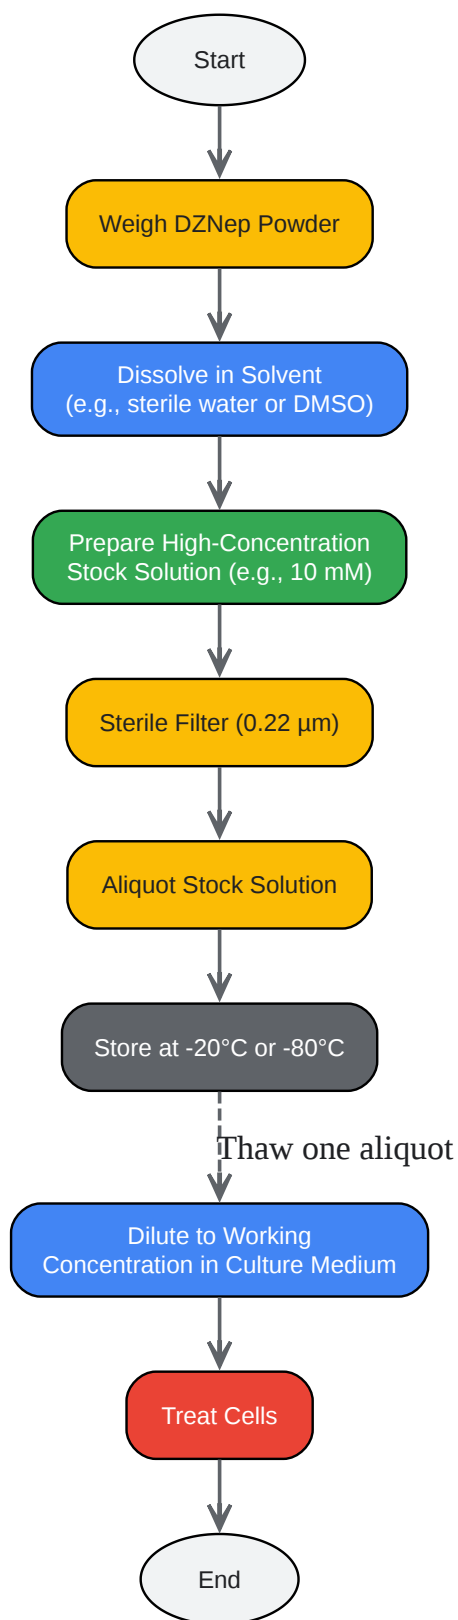 Start
Weigh DZNep Powder
Dissolve in Solvent
(e.g., sterile water or DMSO)
Prepare High-Concentration
Stock Solution (e.g., 10 mM)
Sterile Filter (0.22 µm)
Aliquot Stock Solution
Store at -20°C or -80°C
Thaw one aliquot
Dilute to Working
Concentration in Culture Medium
Treat Cells
End